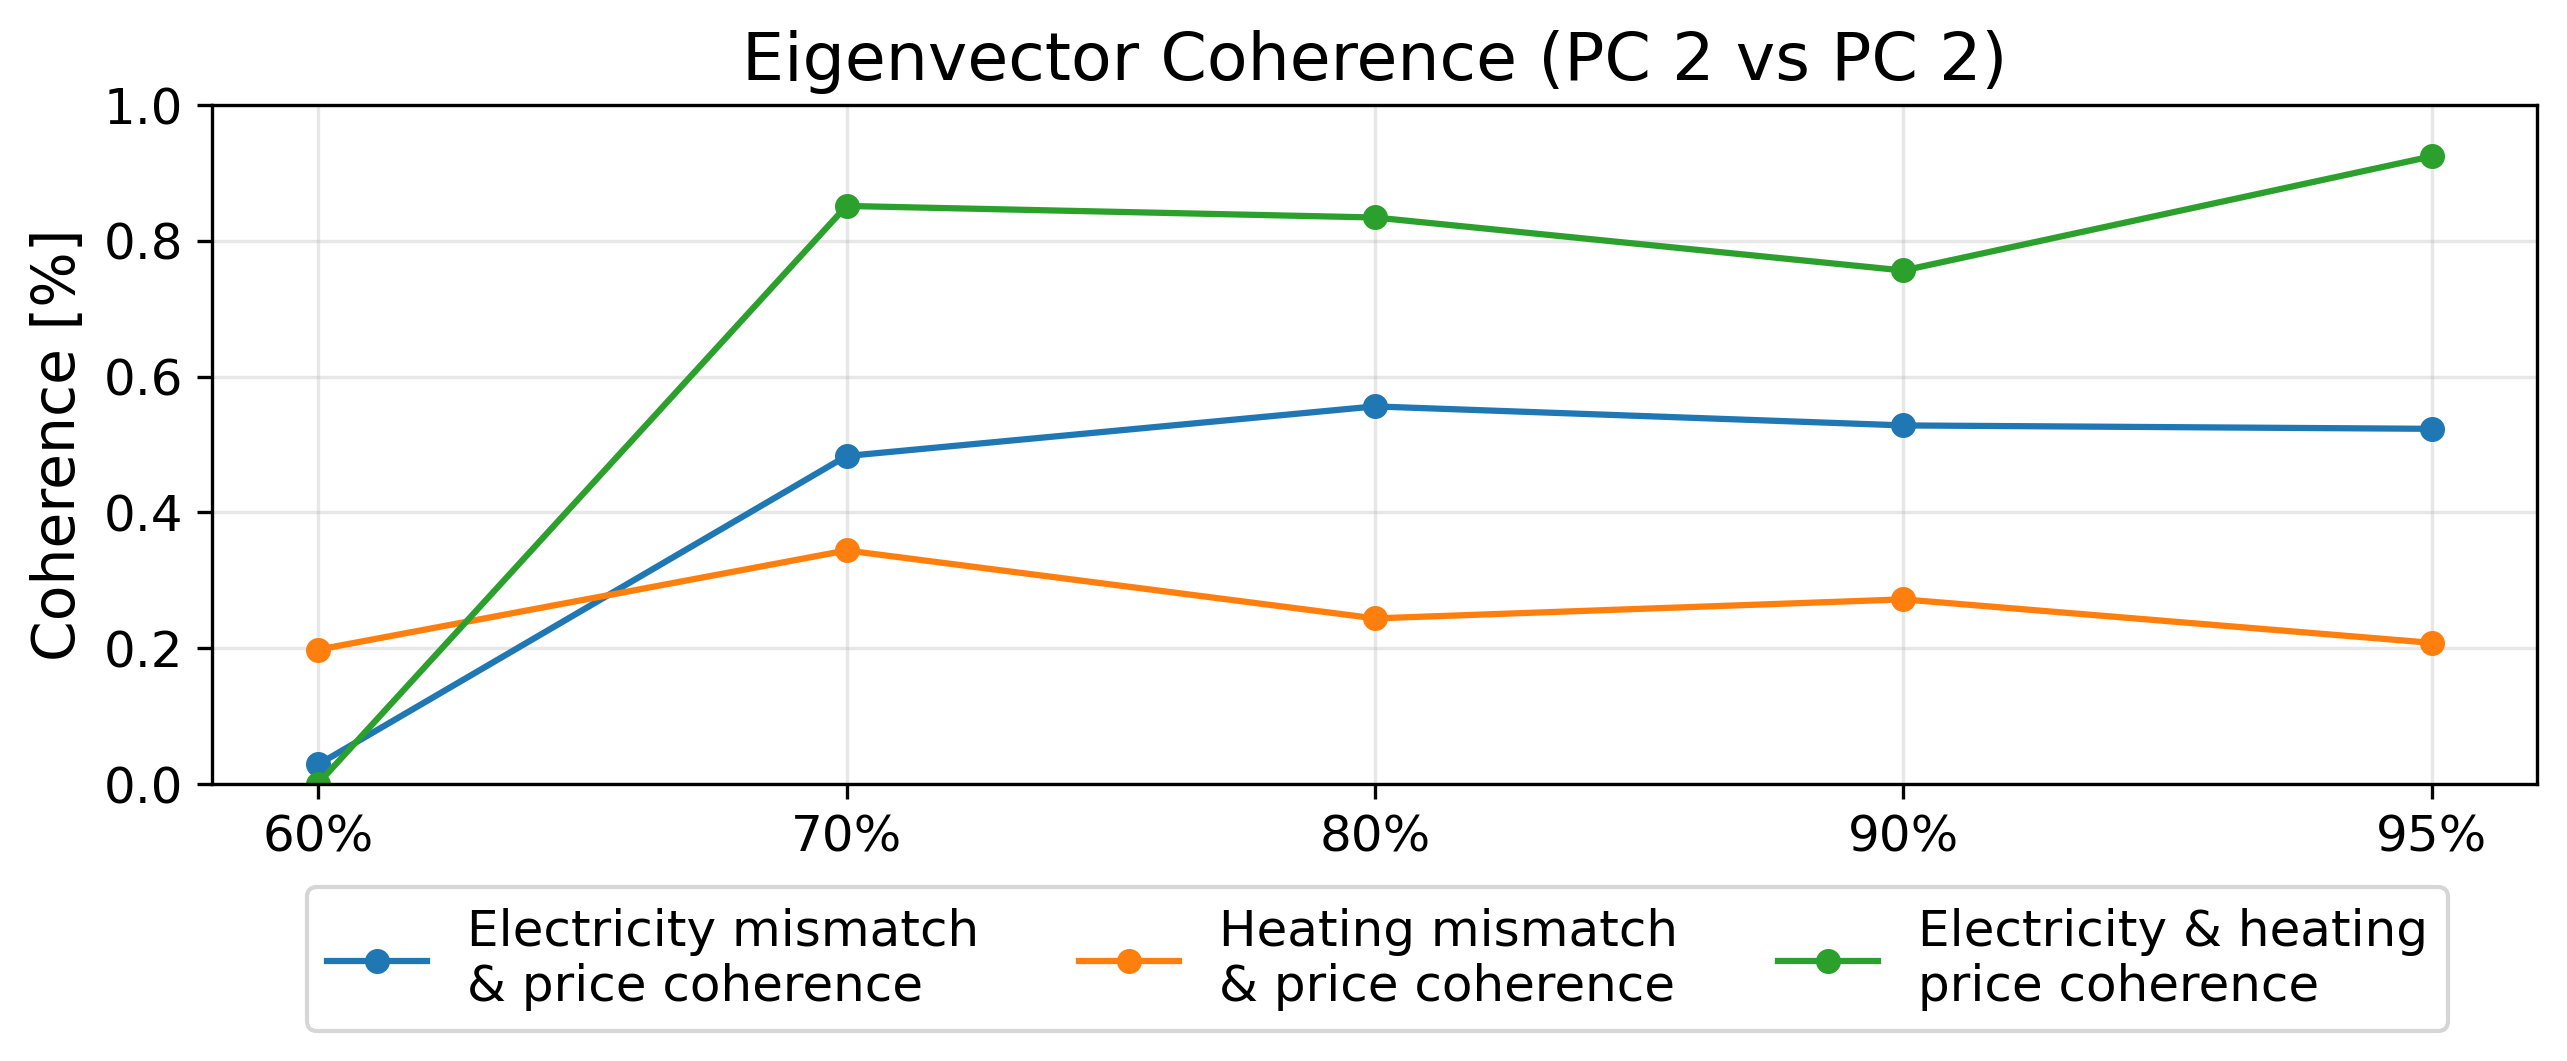 Eigenvector Coherence (PC 2 vs PC 2)
Coherence [%]
1.0
0.8
0.6
0.4
0.2
0.0
60% 70% 80% 90% 95%
Electricity mismatch
& price coherence
Heating mismatch
& price coherence
Electricity & heating
price coherence